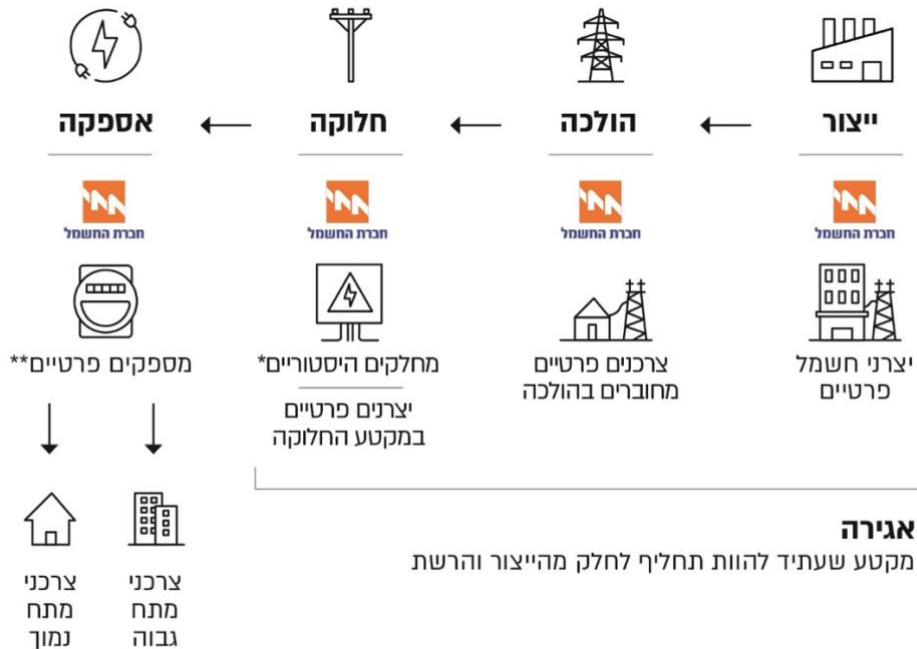 ייצור
הולכה
חלוקה
אספקה
חברת החשמל
חברת החשמל
חברת החשמל
חברת החשמל
יצרני חשמל
פרטיים
צרכנים פרטיים
מחוברים בהולכה
מחלקים היסטוריים*
יצרנים פרטיים
במקטע החלוקה
מספקים פרטיים**
צרכני
מתח
גבוה
צרכני
מתח
נמוך
אגירה
מקטע שעתיד להוות תחליף לחלק מהייצור והרשת